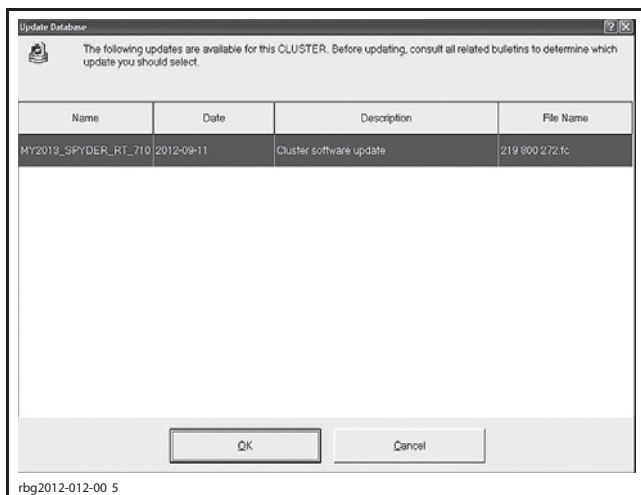 Update Database
The following updates are available for this CLUSTER. Before updating, consult all related bulletins to determine which
update you should select.
Name Date Description File Name
MY2013_SPYDER_RT_710 2012-09-11 Cluster software update 219 800 272.fc
OK Cancel
rbg2012-012-00 5